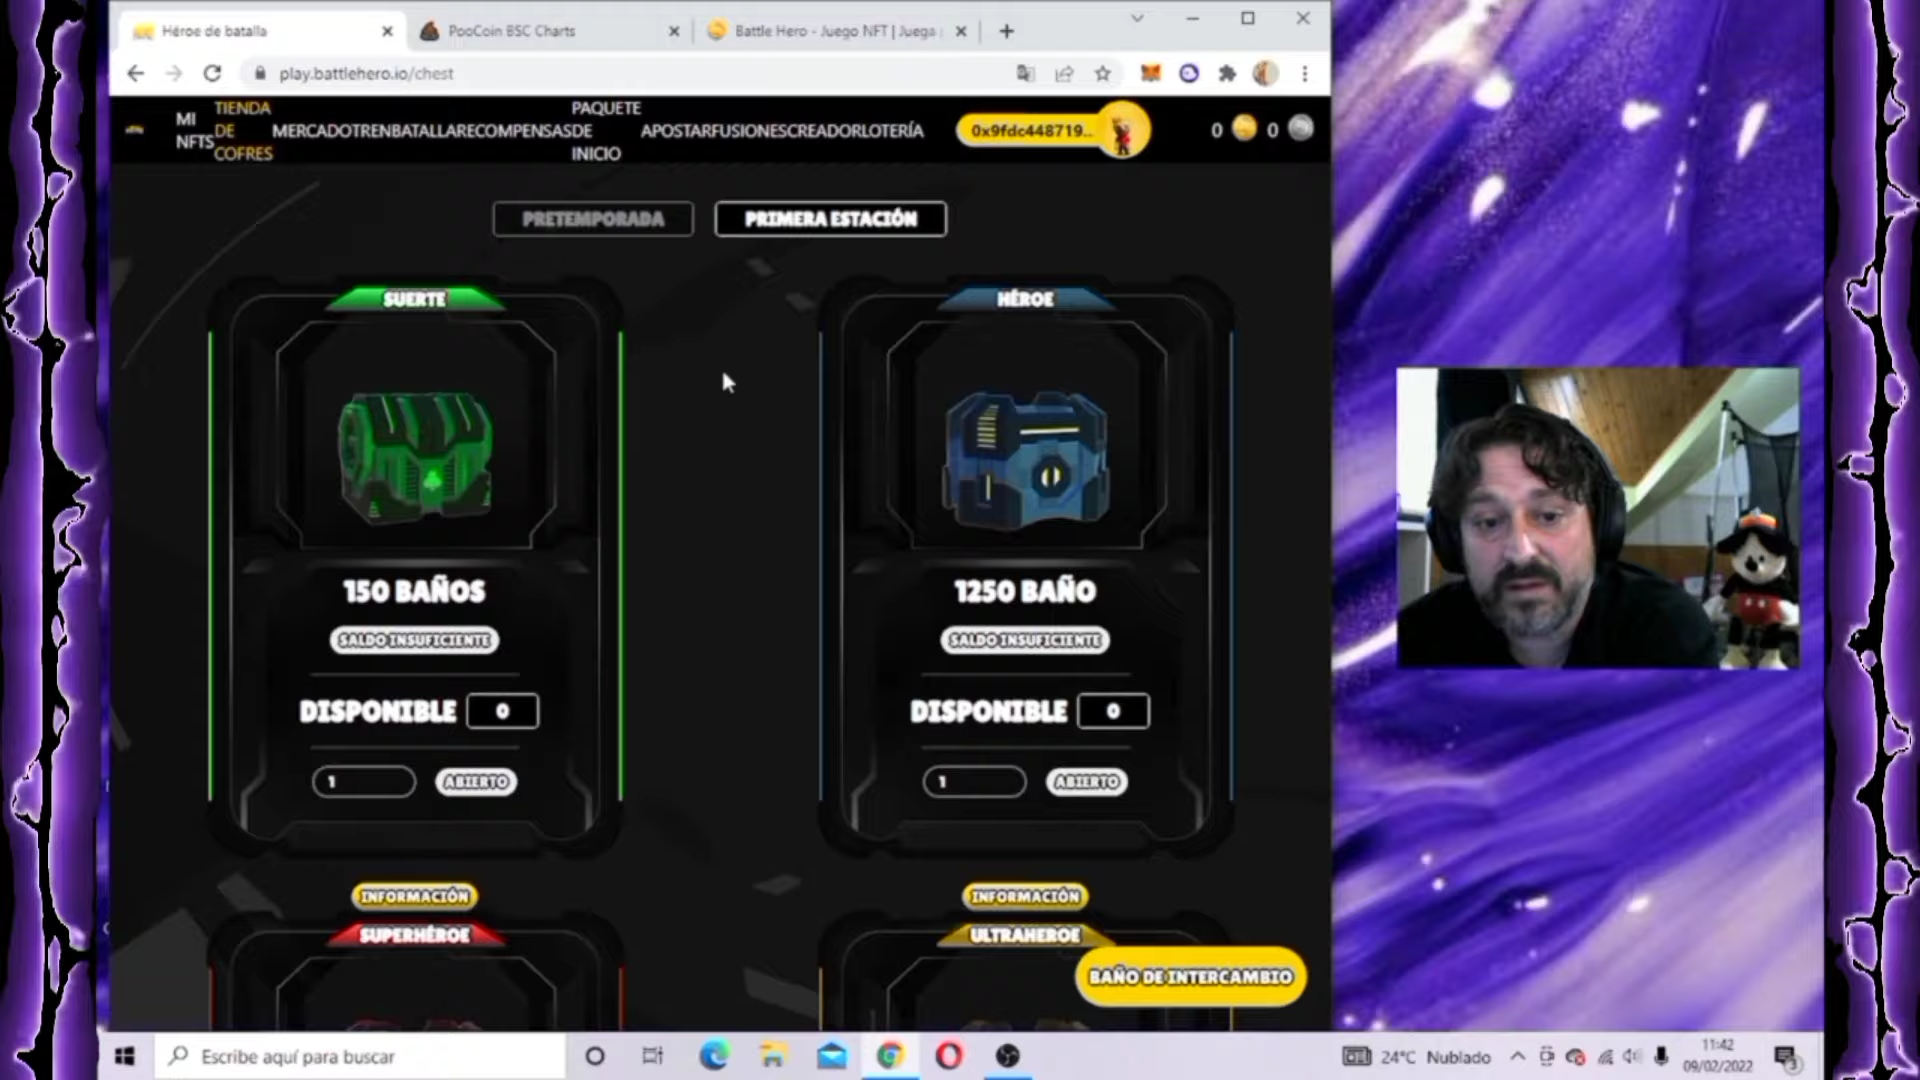 Héroe de batalla
PooCoin BSC Charts
Battle Hero - Juego NFT | Juega
play.battlehero.io/chest
MI NFTS
TIENDA DE COFRES
MERCADOTRENBATALLARECOMPENSASDE
PAQUETE
INICIO
APOSTARFUSIONESCREADORLOTERÍA
0x9fdc448719...
0
0
PRETEMPORADA
PRIMERA ESTACIÓN
SUERTE
HÉROE
150 BAÑOS
1250 BAÑO
SALDO INSUFICIENTE
SALDO INSUFICIENTE
DISPONIBLE 0
DISPONIBLE 0
1 ABIERTO
1 ABIERTO
INFORMACIÓN
INFORMACIÓN
SUPERHÉROE
ULTRAHEROE
BAÑO DE INTERCAMBIO
Escribe aquí para buscar
24°C Nublado
11:42
09/02/2022
3